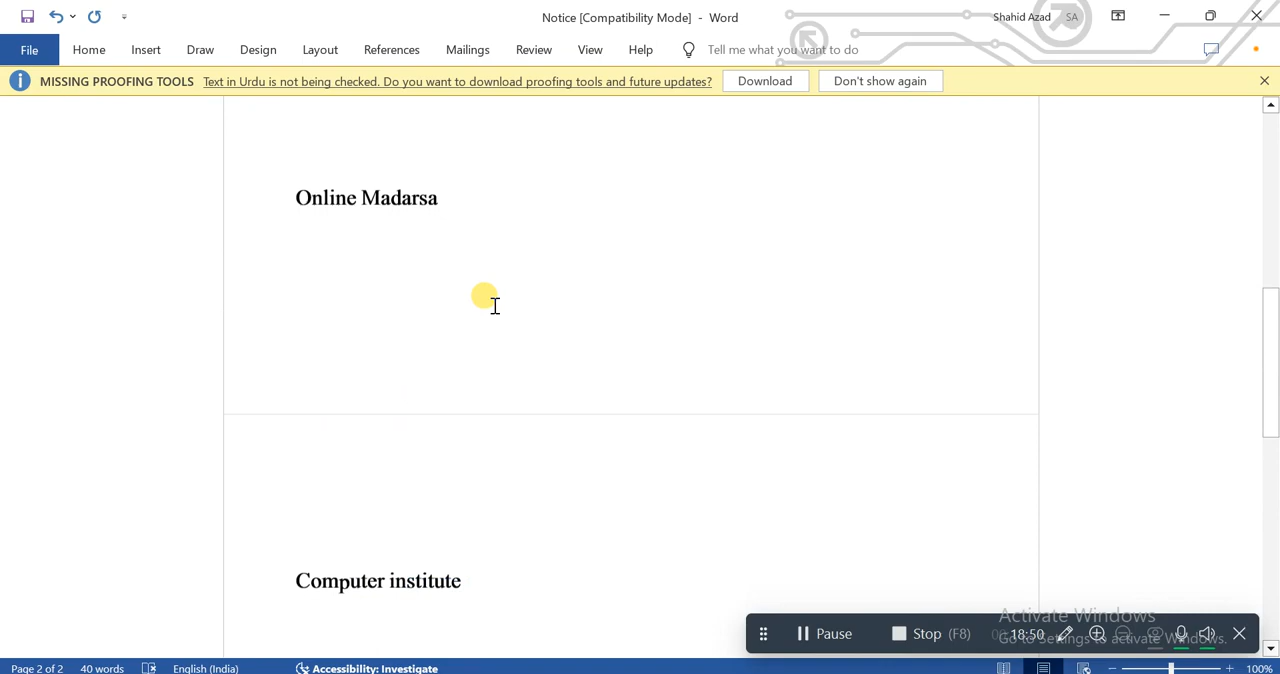 Notice [Compatibility Mode] - Word
Shahid Azad SA
File Home Insert Draw Design Layout References Mailings Review View Help Tell me what you want to do
MISSING PROOFING TOOLS Text in Urdu is not being checked. Do you want to download proofing tools and future updates? Download Don't show again
Online Madarsa
Computer institute
Activate Windows
Go to Settings to activate Windows.
Pause Stop (F8) 18:50
Page 2 of 2 40 words English (India) Accessibility: Investigate 100%